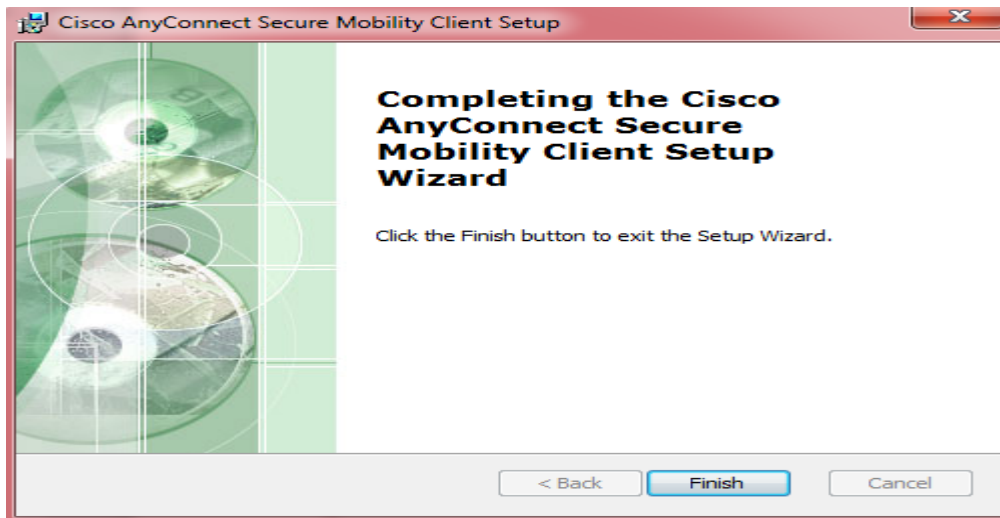 Cisco AnyConnect Secure Mobility Client Setup
Completing the Cisco
AnyConnect Secure
Mobility Client Setup
Wizard
Click the Finish button to exit the Setup Wizard.
< Back Finish Cancel